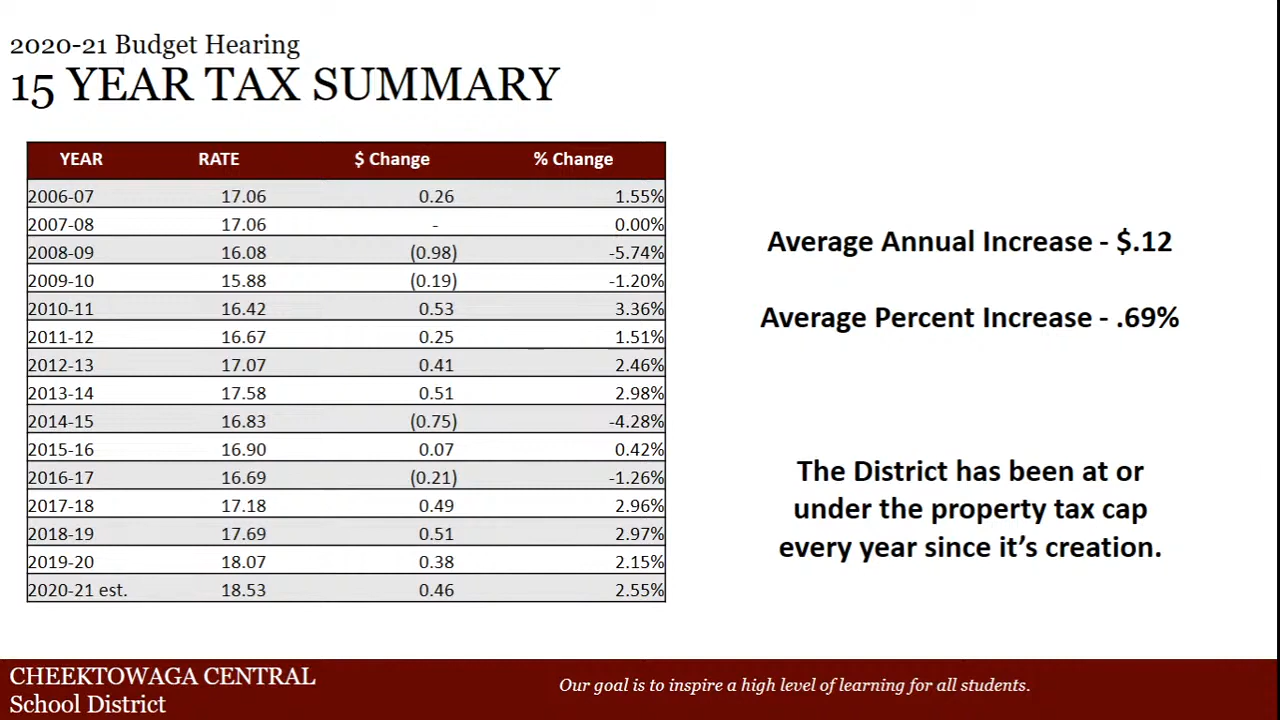 2020-21 Budget Hearing
15 YEAR TAX SUMMARY
YEAR RATE $ Change % Change
2006-07 17.06 0.26 1.55%
2007-08 17.06 - 0.00%
2008-09 16.08 (0.98) -5.74%
2009-10 15.88 (0.19) -1.20%
2010-11 16.42 0.53 3.36%
2011-12 16.67 0.25 1.51%
2012-13 17.07 0.41 2.46%
2013-14 17.58 0.51 2.98%
2014-15 16.83 (0.75) -4.28%
2015-16 16.90 0.07 0.42%
2016-17 16.69 (0.21) -1.26%
2017-18 17.18 0.49 2.96%
2018-19 17.69 0.51 2.97%
2019-20 18.07 0.38 2.15%
2020-21 est. 18.53 0.46 2.55%
Average Annual Increase - $.12
Average Percent Increase - .69%
The District has been at or
under the property tax cap
every year since it’s creation.
CHEEKTOWAGA CENTRAL
School District
Our goal is to inspire a high level of learning for all students.